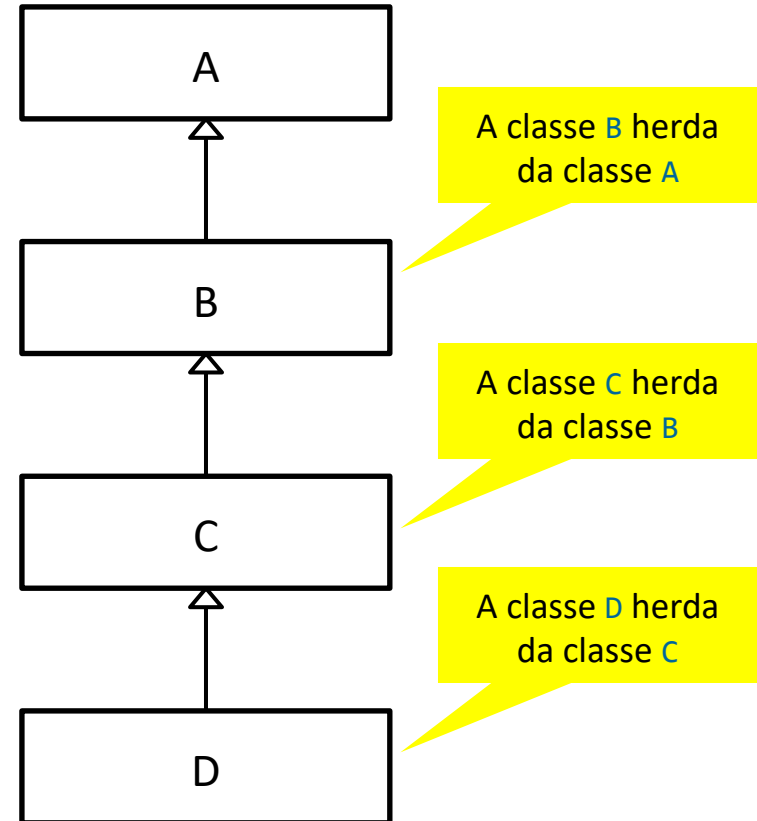 A
A classe B herda
da classe A
B
A classe C herda
da classe B
C
A classe D herda
da classe C
D